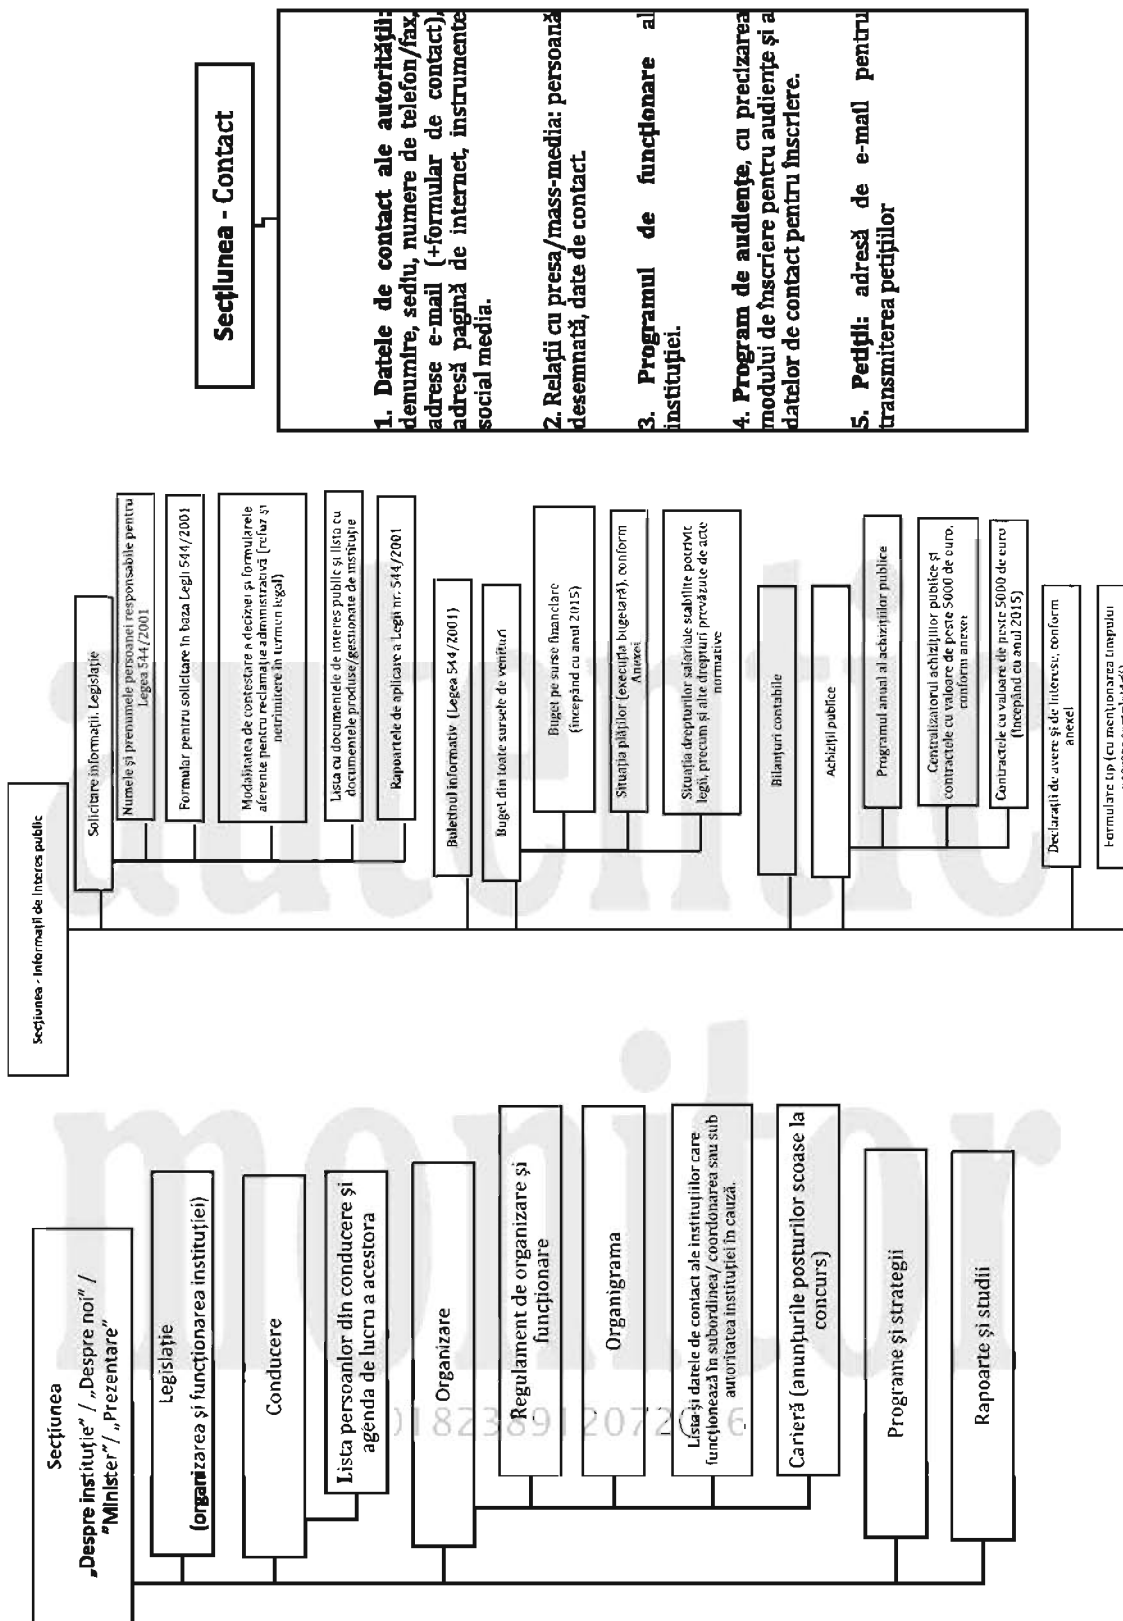 Secțiunea
„Despre instituție” / „Despre noi” /
”Minister”/ „Prezentare”
Legislație
(organizarea și funcționarea instituției)
Conducere
Lista persoanlor din conducere și
agenda de lucru a acestora
Organizare
Regulament de organizare și
funcționare
Organigrama
Lista și datele de contact ale instituțiilor care
funcționează în subordinea/ coordonarea sau sub
autoritatea instituției în cauză.
Carieră (anunțurile posturilor scoase la
concurs)
Programe și strategii
Rapoarte și studii
Secțiunea - Informații de interes public
Solicitare informații. Legislație
Numele și prenumele persoanei responsabile pentru
Legea 544/2001
Formular pentru solicitare în baza Legii 544/2001
Modalitatea de contestare a deciziei și formularele
aferente pentru reclamație administrativă (refuz și
netrimitere în termen legal)
Lista cu documentele de interes public și lista cu
documentele produse/gestionate de instituție
Rapoartele de aplicare a Legii nr. 544/2001
Buletinul informativ (Legea 544/2001)
Buget din toate sursele de venituri
Buget pe surse financiare
(începând cu anul 2015)
Situația plăților (execuția bugetară), conform
Anexei
Situația drepturilor salariale stabilite potrivit
legii, precum și alte drepturi prevăzute de acte
normative
Bilanțuri contabile
Achiziții publice
Programul anual al achizițiilor publice
Centralizatorul achizițiilor publice și
contractele cu valoare de peste 5000 de euro,
conform anexei
Contractele cu valoare de peste 5000 de euro
(începând cu anul 2015)
Declarații de avere și de interese, conform
anexei
Formulare tip (cu menționarea timpului
Secțiunea - Contact
1. Datele de contact ale autorității:
denumire, sediu, numere de telefon/fax,
adrese e-mail (+formular de contact),
adresă pagină de internet, instrumente
social media.
2. Relații cu presa/mass-media: persoană
desemnată, date de contact.
3. Programul de funcționare al
instituției.
4. Program de audiențe, cu precizarea
modului de înscriere pentru audiențe și a
datelor de contact pentru înscriere.
5. Petiții: adresă de e-mail pentru
transmiterea petițiilor
monitor
autentic